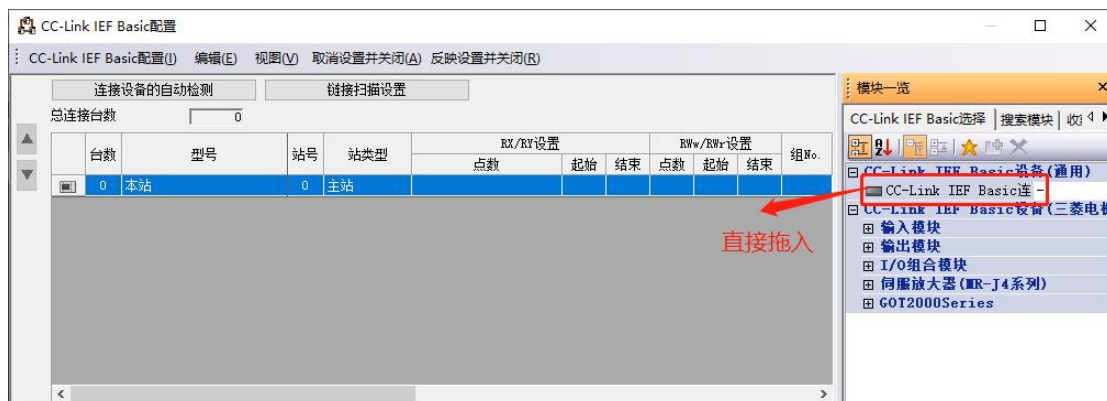 CC-Link IEF Basic配置
CC-Link IEF Basic配置(I) 编辑(E) 视图(V) 取消设置并关闭(A) 反映设置并关闭(R)
连接设备的自动检测 链接扫描设置
总连接台数 0
台数 型号 站号 站类型 RX/RY设置 RWw/RWr设置 组No.
点数 起始 结束 点数 起始 结束
0 本站 0 主站
直接拖入
模块一览
CC-Link IEF Basic选择 搜索模块
CC-Link IEF Basic设备(通用)
CC-Link IEF Basic连
CC-Link IEF Basic设备(三菱电机
输入模块
输出模块
I/O组合模块
伺服放大器(MR-J4系列)
GOT2000Series